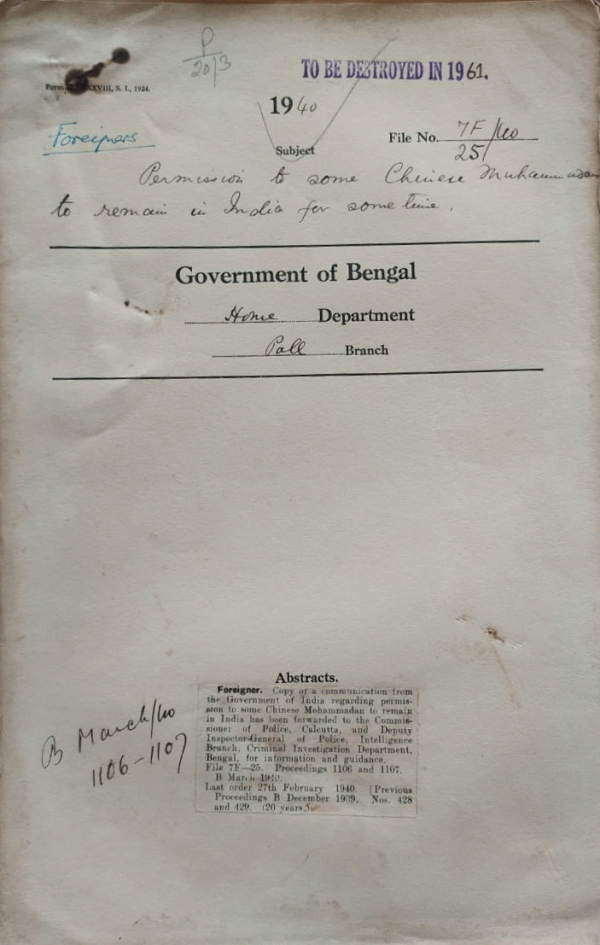 P
20/3
TO BE DESTROYED IN 1961.
XVIII, S. I., 1924.
1940
Foreigners
File No. 7F/40
25
Subject
Permission to some Chinese Muhammadans
to remain in India for some time.
Government of Bengal
Home Department
Poll Branch
Abstracts.
Foreigner. Copy of a communication from
the Government of India regarding permis-
sion to some Chinese Mohammadan to remain
in India has been forwarded to the Commis-
sioner of Police, Calcutta, and Deputy
Inspector-General of Police, Intelligence
Branch, Criminal Investigation Department,
Bengal, for information and guidance.
File 7F—25. Proceedings 1106 and 1107.
B March 1940.
Last order 27th February 1940. [Previous
Proceedings B December 1939, Nos. 428
and 429. (20 years.)
B March/40
1106-1107